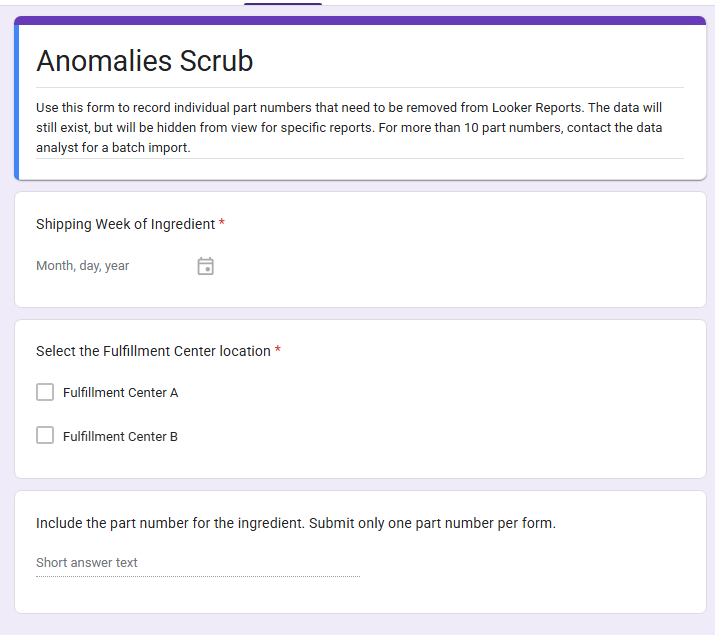 Anomalies Scrub
Use this form to record individual part numbers that need to be removed from Looker Reports. The data will
still exist, but will be hidden from view for specific reports. For more than 10 part numbers, contact the data
analyst for a batch import.
Shipping Week of Ingredient *
Month, day, year
Select the Fulfillment Center location *
Fulfillment Center A
Fulfillment Center B
Include the part number for the ingredient. Submit only one part number per form.
Short answer text